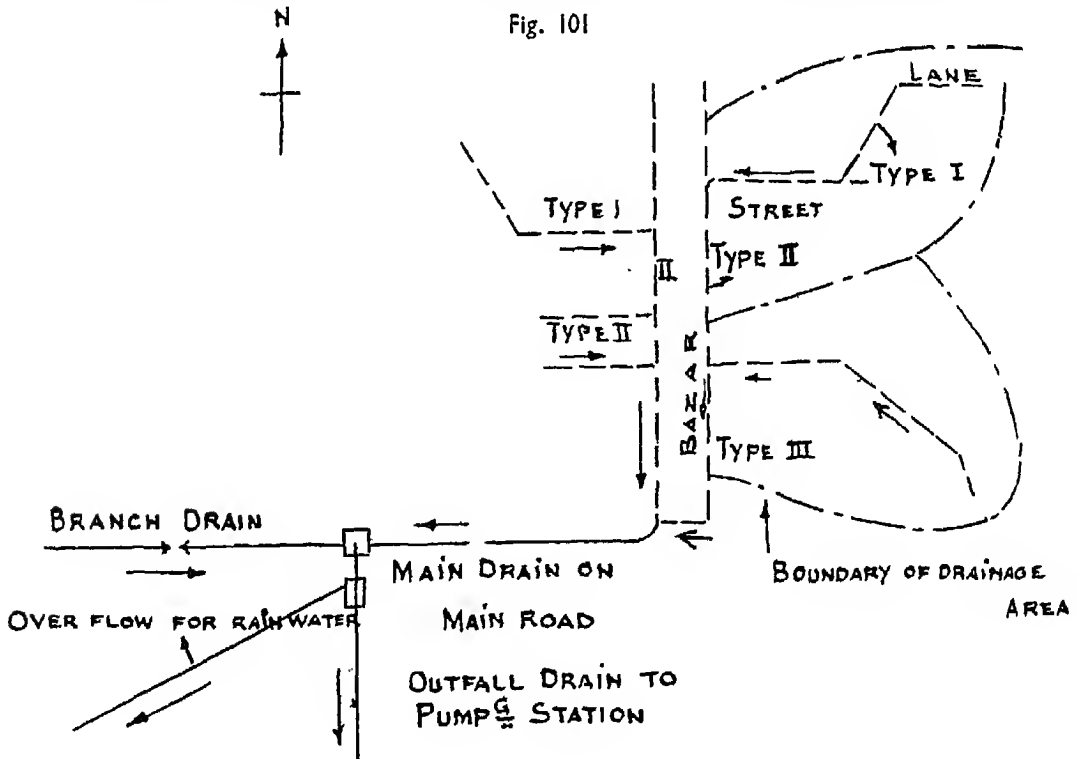 Fig. 101
N
LANE
TYPE I
STREET
TYPE I
TYPE II
II
TYPE II
BAZAR
TYPE III
BRANCH DRAIN
MAIN DRAIN ON
MAIN ROAD
BOUNDARY OF DRAINAGE
AREA
OVER FLOW FOR RAINWATER
OUTFALL DRAIN TO
PUMPG STATION